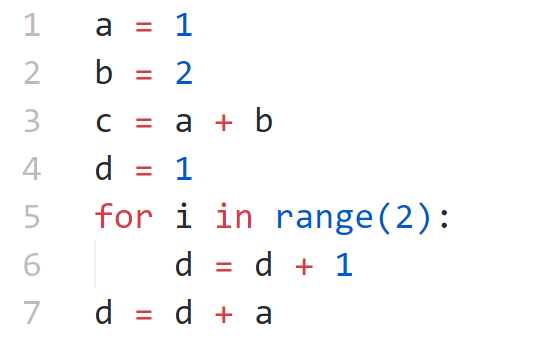 1 a = 1
2 b = 2
3 c = a + b
4 d = 1
5 for i in range(2):
6     d = d + 1
7 d = d + a